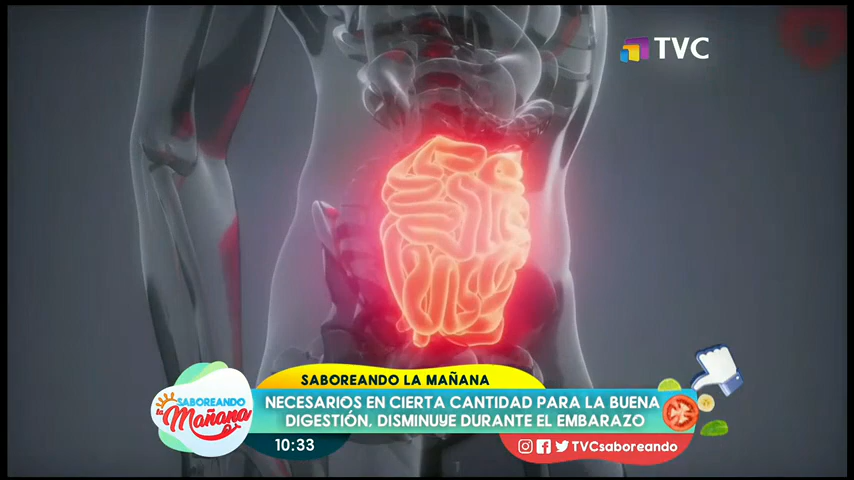 TVC
SABOREANDO LA MAÑANA
SABOREANDO
la Mañana
NECESARIOS EN CIERTA CANTIDAD PARA LA BUENA
DIGESTIÓN, DISMINUYE DURANTE EL EMBARAZO
10:33
TVCsaboreando